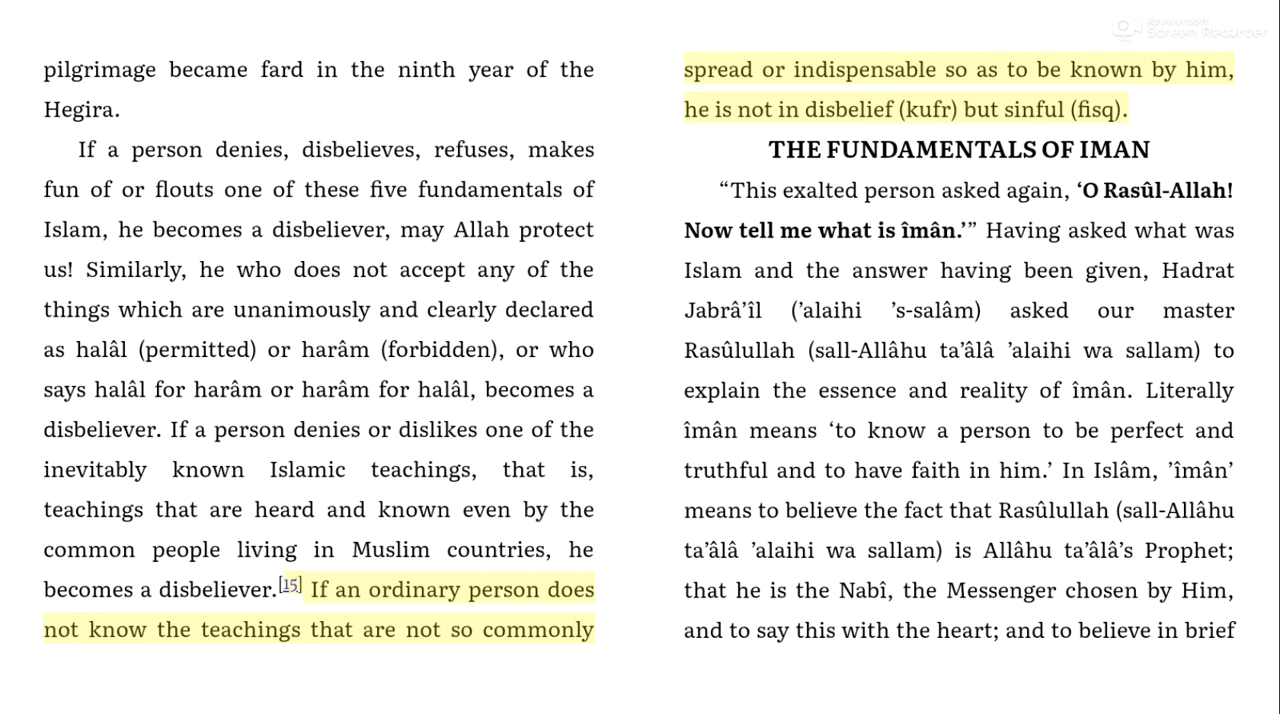 pilgrimage became fard in the ninth year of the
Hegira.
If a person denies, disbelieves, refuses, makes
fun of or flouts one of these five fundamentals of
Islam, he becomes a disbeliever, may Allah protect
us! Similarly, he who does not accept any of the
things which are unanimously and clearly declared
as halâl (permitted) or harâm (forbidden), or who
says halâl for harâm or harâm for halâl, becomes a
disbeliever. If a person denies or dislikes one of the
inevitably known Islamic teachings, that is,
teachings that are heard and known even by the
common people living in Muslim countries, he
becomes a disbeliever.[15] If an ordinary person does
not know the teachings that are not so commonly
Apowersoft
Screen Recorder
spread or indispensable so as to be known by him,
he is not in disbelief (kufr) but sinful (fisq).
THE FUNDAMENTALS OF IMAN
“This exalted person asked again, ‘O Rasûl-Allah!
Now tell me what is îmân.’” Having asked what was
Islam and the answer having been given, Hadrat
Jabrâ’îl (’alaihi ’s-salâm) asked our master
Rasûlullah (sall-Allâhu ta’âlâ ’alaihi wa sallam) to
explain the essence and reality of îmân. Literally
îmân means ‘to know a person to be perfect and
truthful and to have faith in him.’ In Islâm, ’îmân’
means to believe the fact that Rasûlullah (sall-Allâhu
ta’âlâ ’alaihi wa sallam) is Allâhu ta’âlâ’s Prophet;
that he is the Nabî, the Messenger chosen by Him,
and to say this with the heart; and to believe in brief